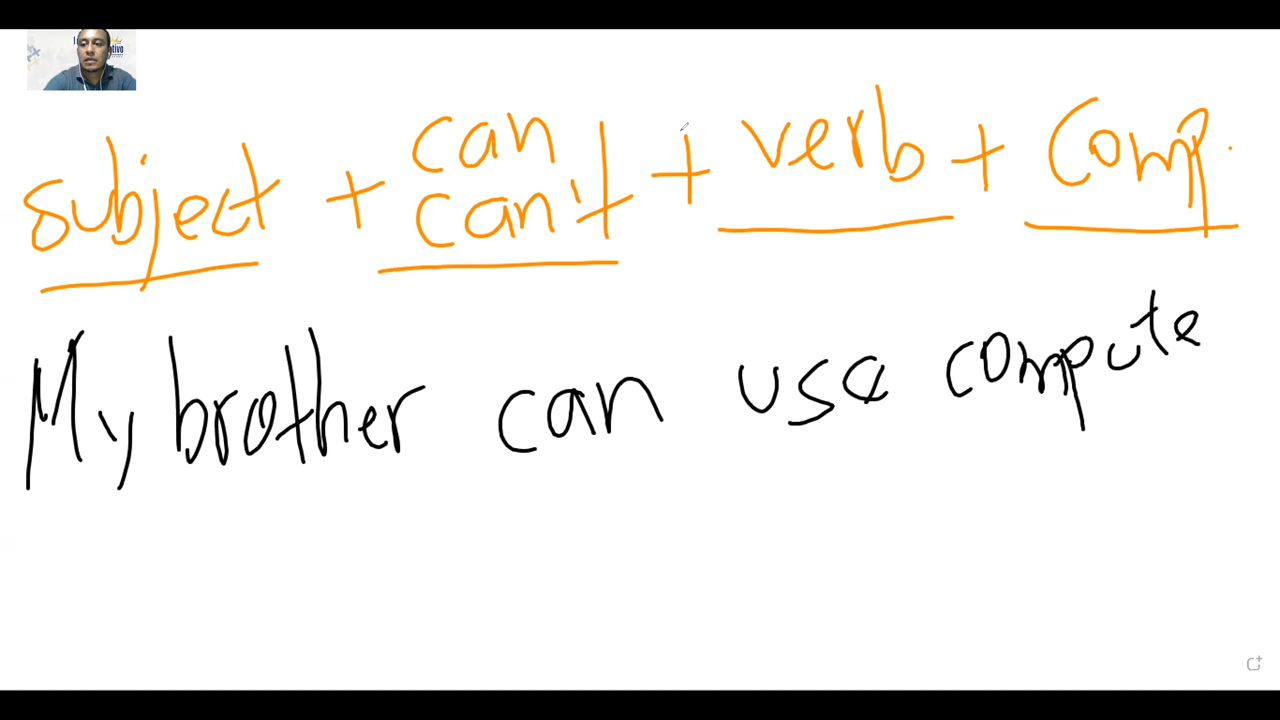 subject + can can't + verb + Comp.
My brother can use compute